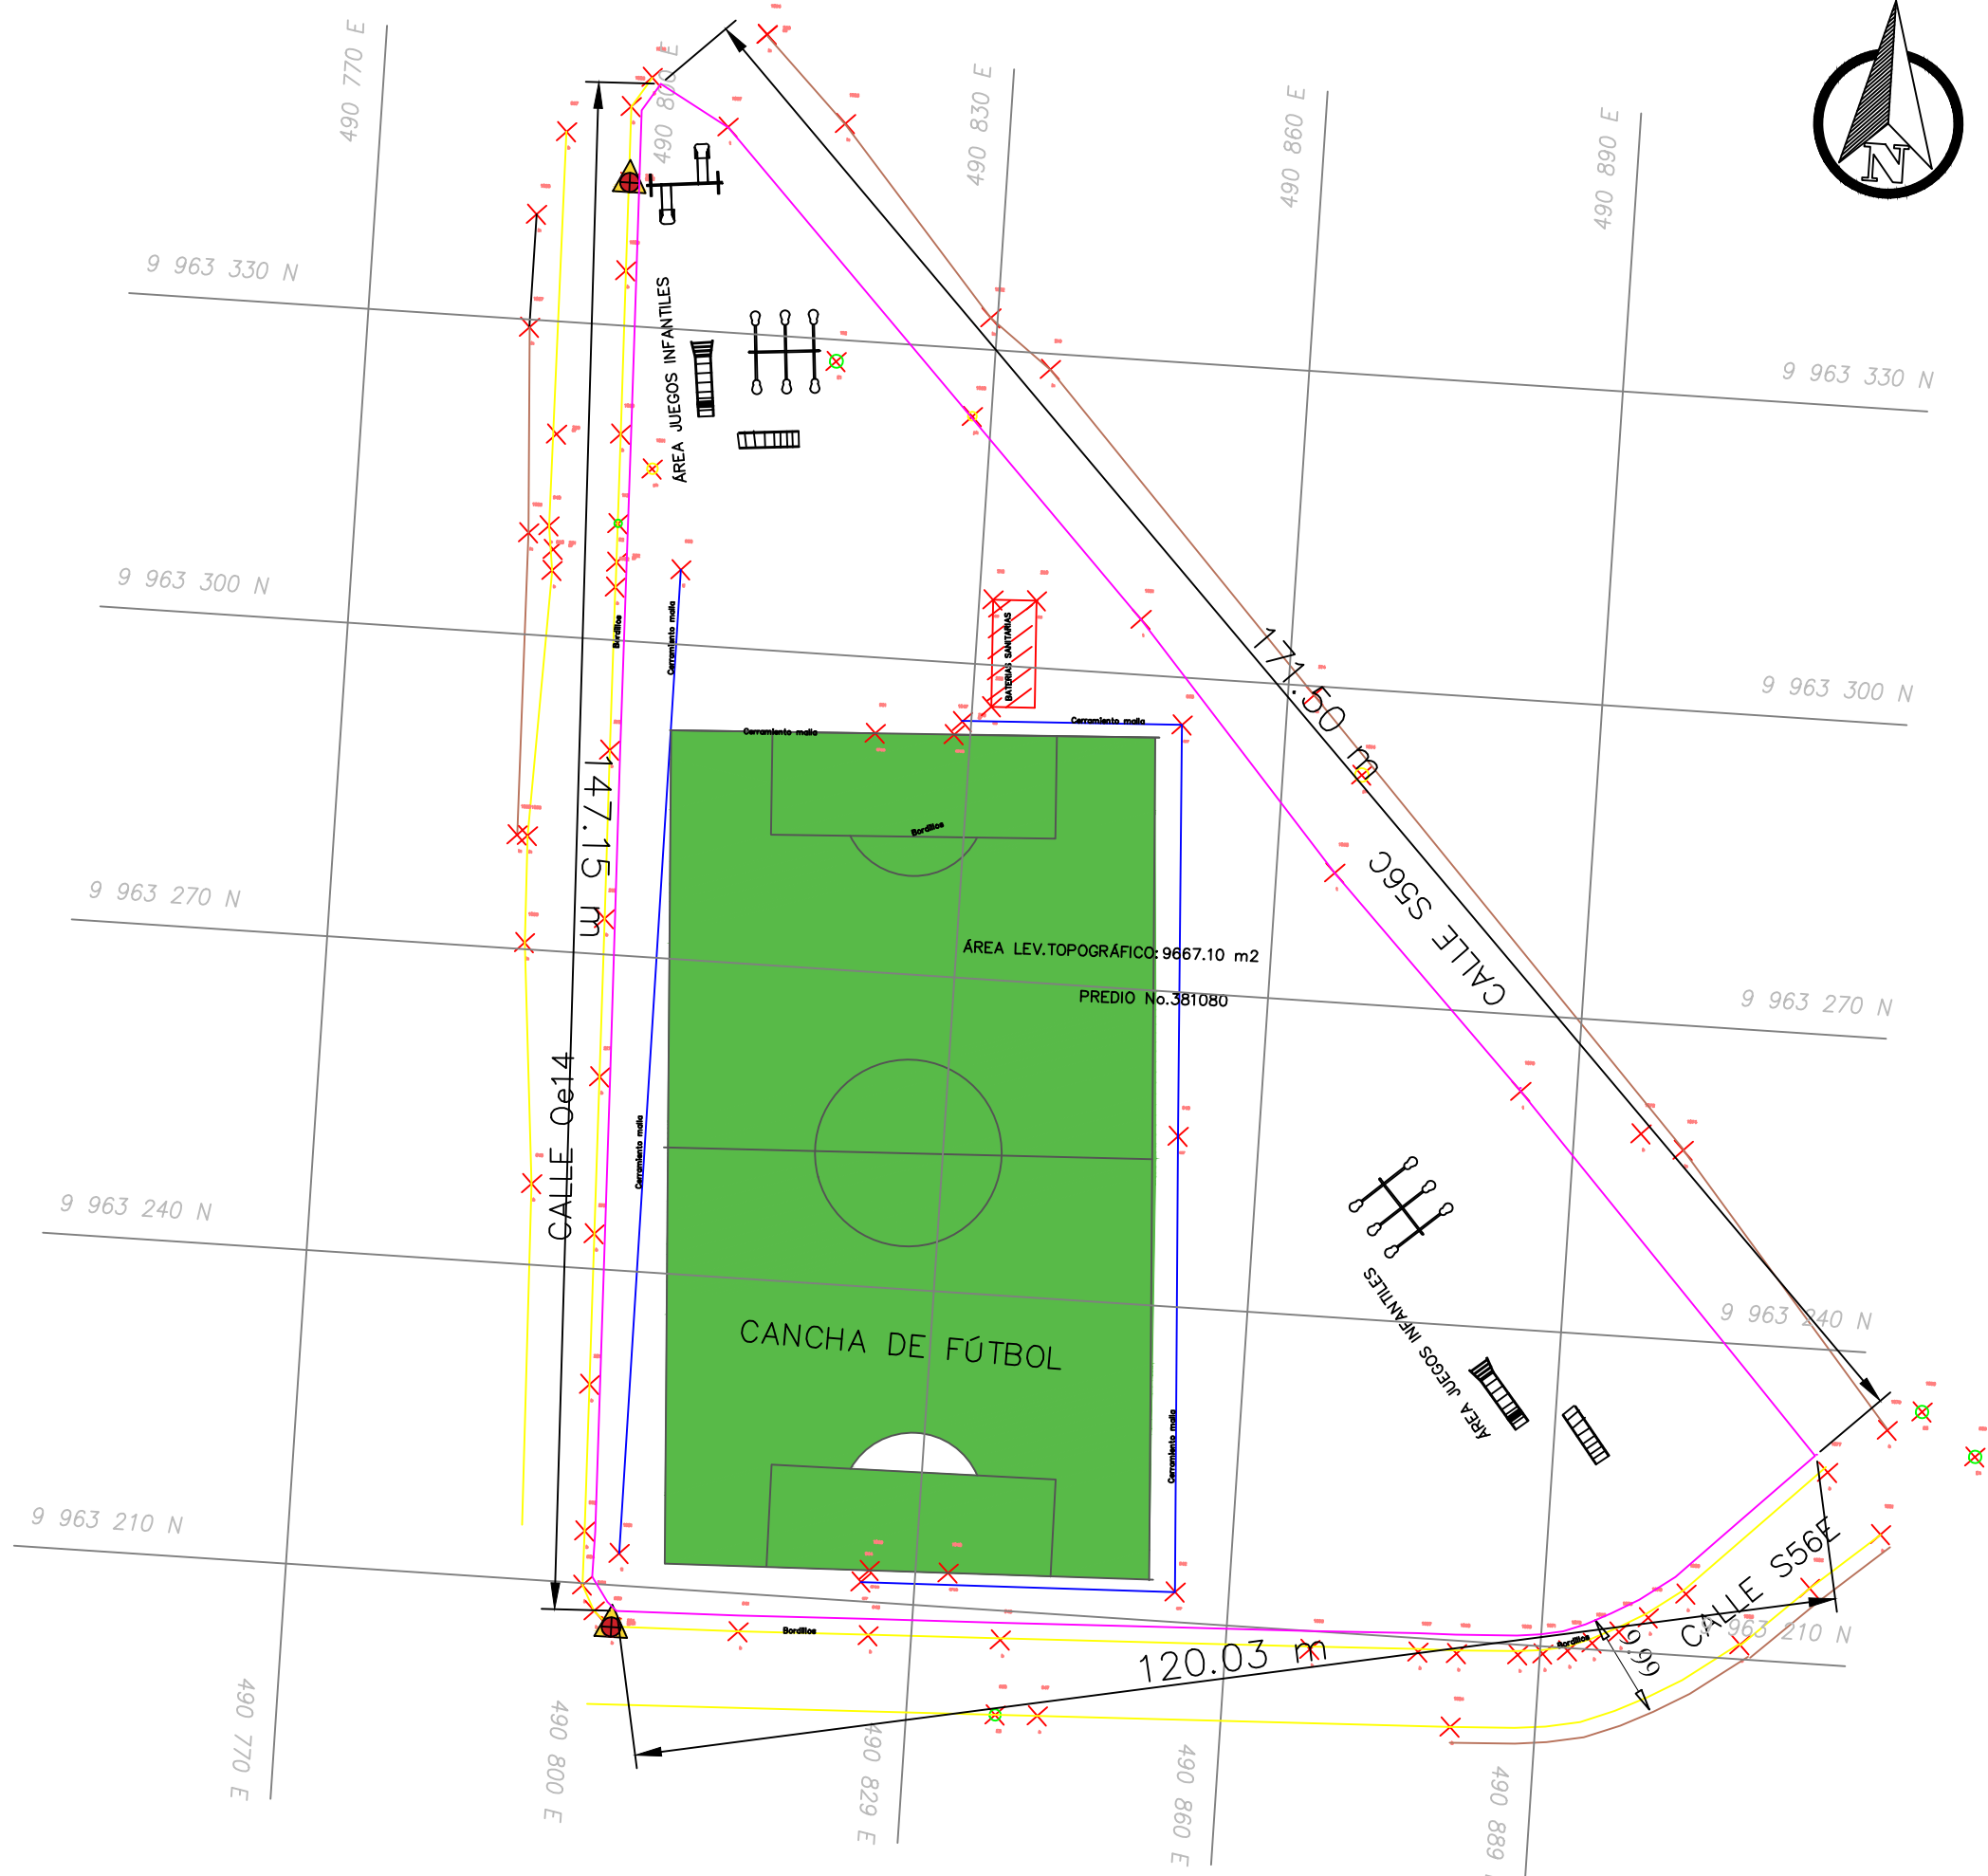 490 770 E
490 800 E
490 830 E
490 860 E
490 890 E
N
9 963 330 N
9 963 330 N
ÁREA JUEGOS INFANTILES
9 963 300 N
9 963 300 N
Bordillos
Cerramiento malla
BATERIAS SANITARIAS
171.50 m
Cerramiento malla
Cerramiento malla
147.15 m
Bordillos
CALLE S56C
9 963 270 N
9 963 270 N
ÁREA LEV.TOPOGRÁFICO: 9667.10 m2
PREDIO No.381080
CALLE Oe14
Cerramiento malla
9 963 240 N
9 963 240 N
CANCHA DE FÚTBOL
ÁREA JUEGOS INFANTILES
Cerramiento malla
9 963 210 N
CALLE S56E
9 963 210 N
Bordillos
Bordillos
9.99
120.03 m
490 770 E
490 800 E
490 829 E
490 860 E
490 889